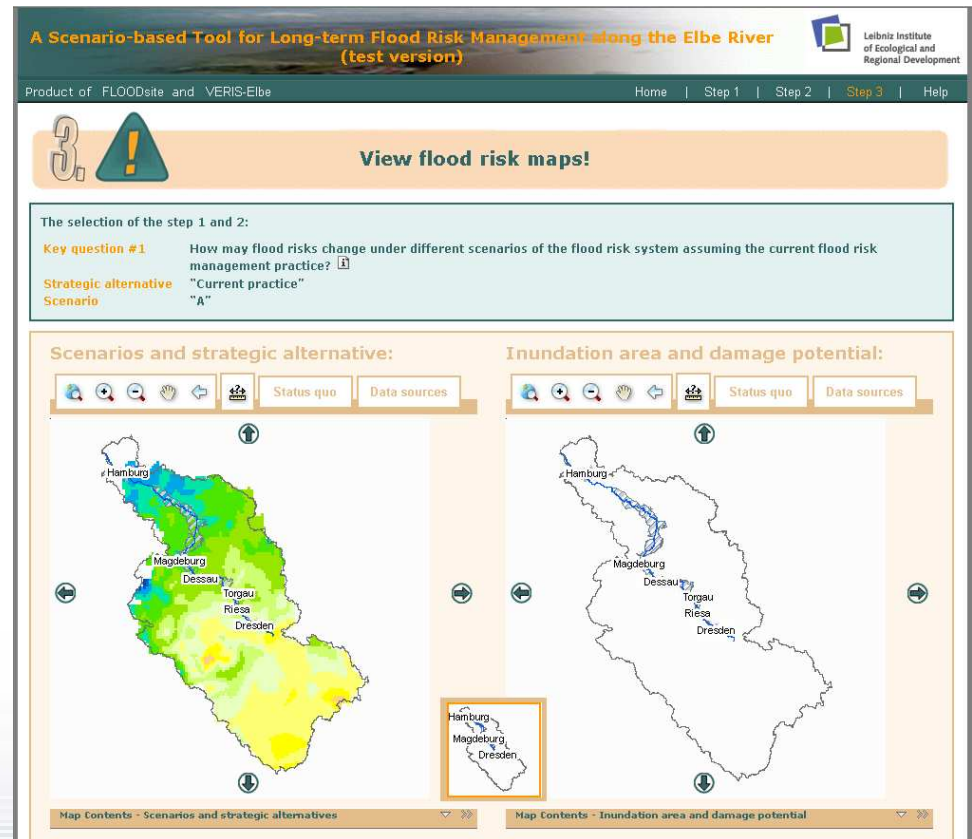 A Scenario-based Tool for Long-term Flood Risk Management along the Elbe River
(test version)
Leibniz Institute
of Ecological and
Regional Development
Product of FLOODsite and VERIS-Elbe
Home | Step 1 | Step 2 | Step 3 | Help
3.
!
View flood risk maps!
The selection of the step 1 and 2:
Key question #1 How may flood risks change under different scenarios of the flood risk system assuming the current flood risk
management practice? i
Strategic alternative "Current practice"
Scenario "A"
Scenarios and strategic alternative:
Status quo Data sources
Hamburg
Magdeburg
Dessau
Torgau
Riesa
Dresden
Map Contents - Scenarios and strategic alternatives
Inundation area and damage potential:
Status quo Data sources
Hamburg
Magdeburg
Dessau
Torgau
Riesa
Dresden
Hamburg
Magdeburg
Dresden
Map Contents - Inundation area and damage potential